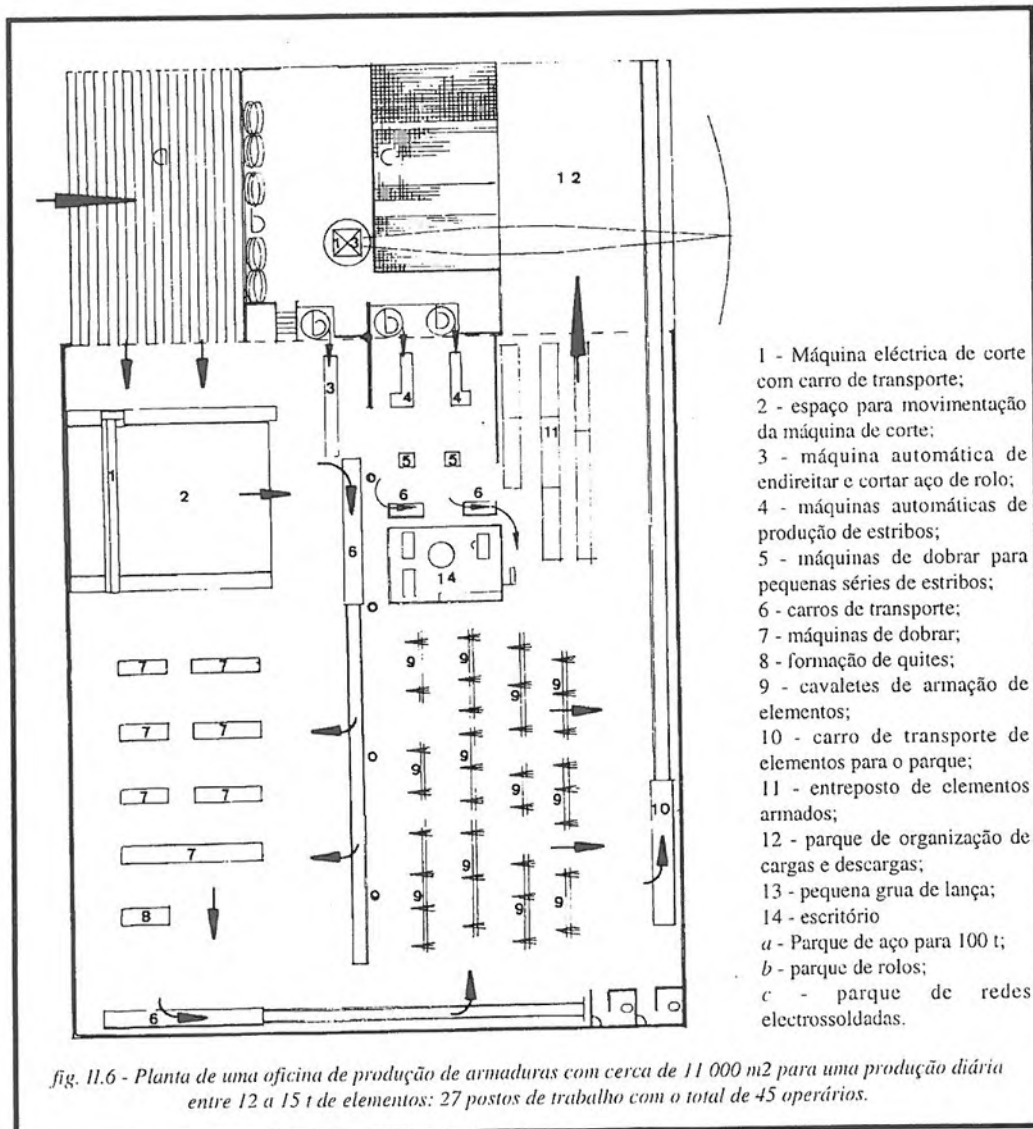 a
b
c
1 2
1 3
b
b
b
3
4
4
11
1
2
5
5
6
6
6
14
7
7
9
9
9
9
7
7
9
9
9
9
7
7
10
7
9
9
9
9
8
6
1 - Máquina eléctrica de corte
com carro de transporte;
2 - espaço para movimentação
da máquina de corte;
3 - máquina automática de
endireitar e cortar aço de rolo;
4 - máquinas automáticas de
produção de estribos;
5 - máquinas de dobrar para
pequenas séries de estribos;
6 - carros de transporte;
7 - máquinas de dobrar;
8 - formação de quites;
9 - cavaletes de armação de
elementos;
10 - carro de transporte de
elementos para o parque;
11 - entreposto de elementos
armados;
12 - parque de organização de
cargas e descargas;
13 - pequena grua de lança;
14 - escritório
a - Parque de aço para 100 t;
b - parque de rolos;
c - parque de redes
electrossoldadas.
fig. II.6 - Planta de uma oficina de produção de armaduras com cerca de 11 000 m2 para uma produção diária
entre 12 a 15 t de elementos: 27 postos de trabalho com o total de 45 operários.